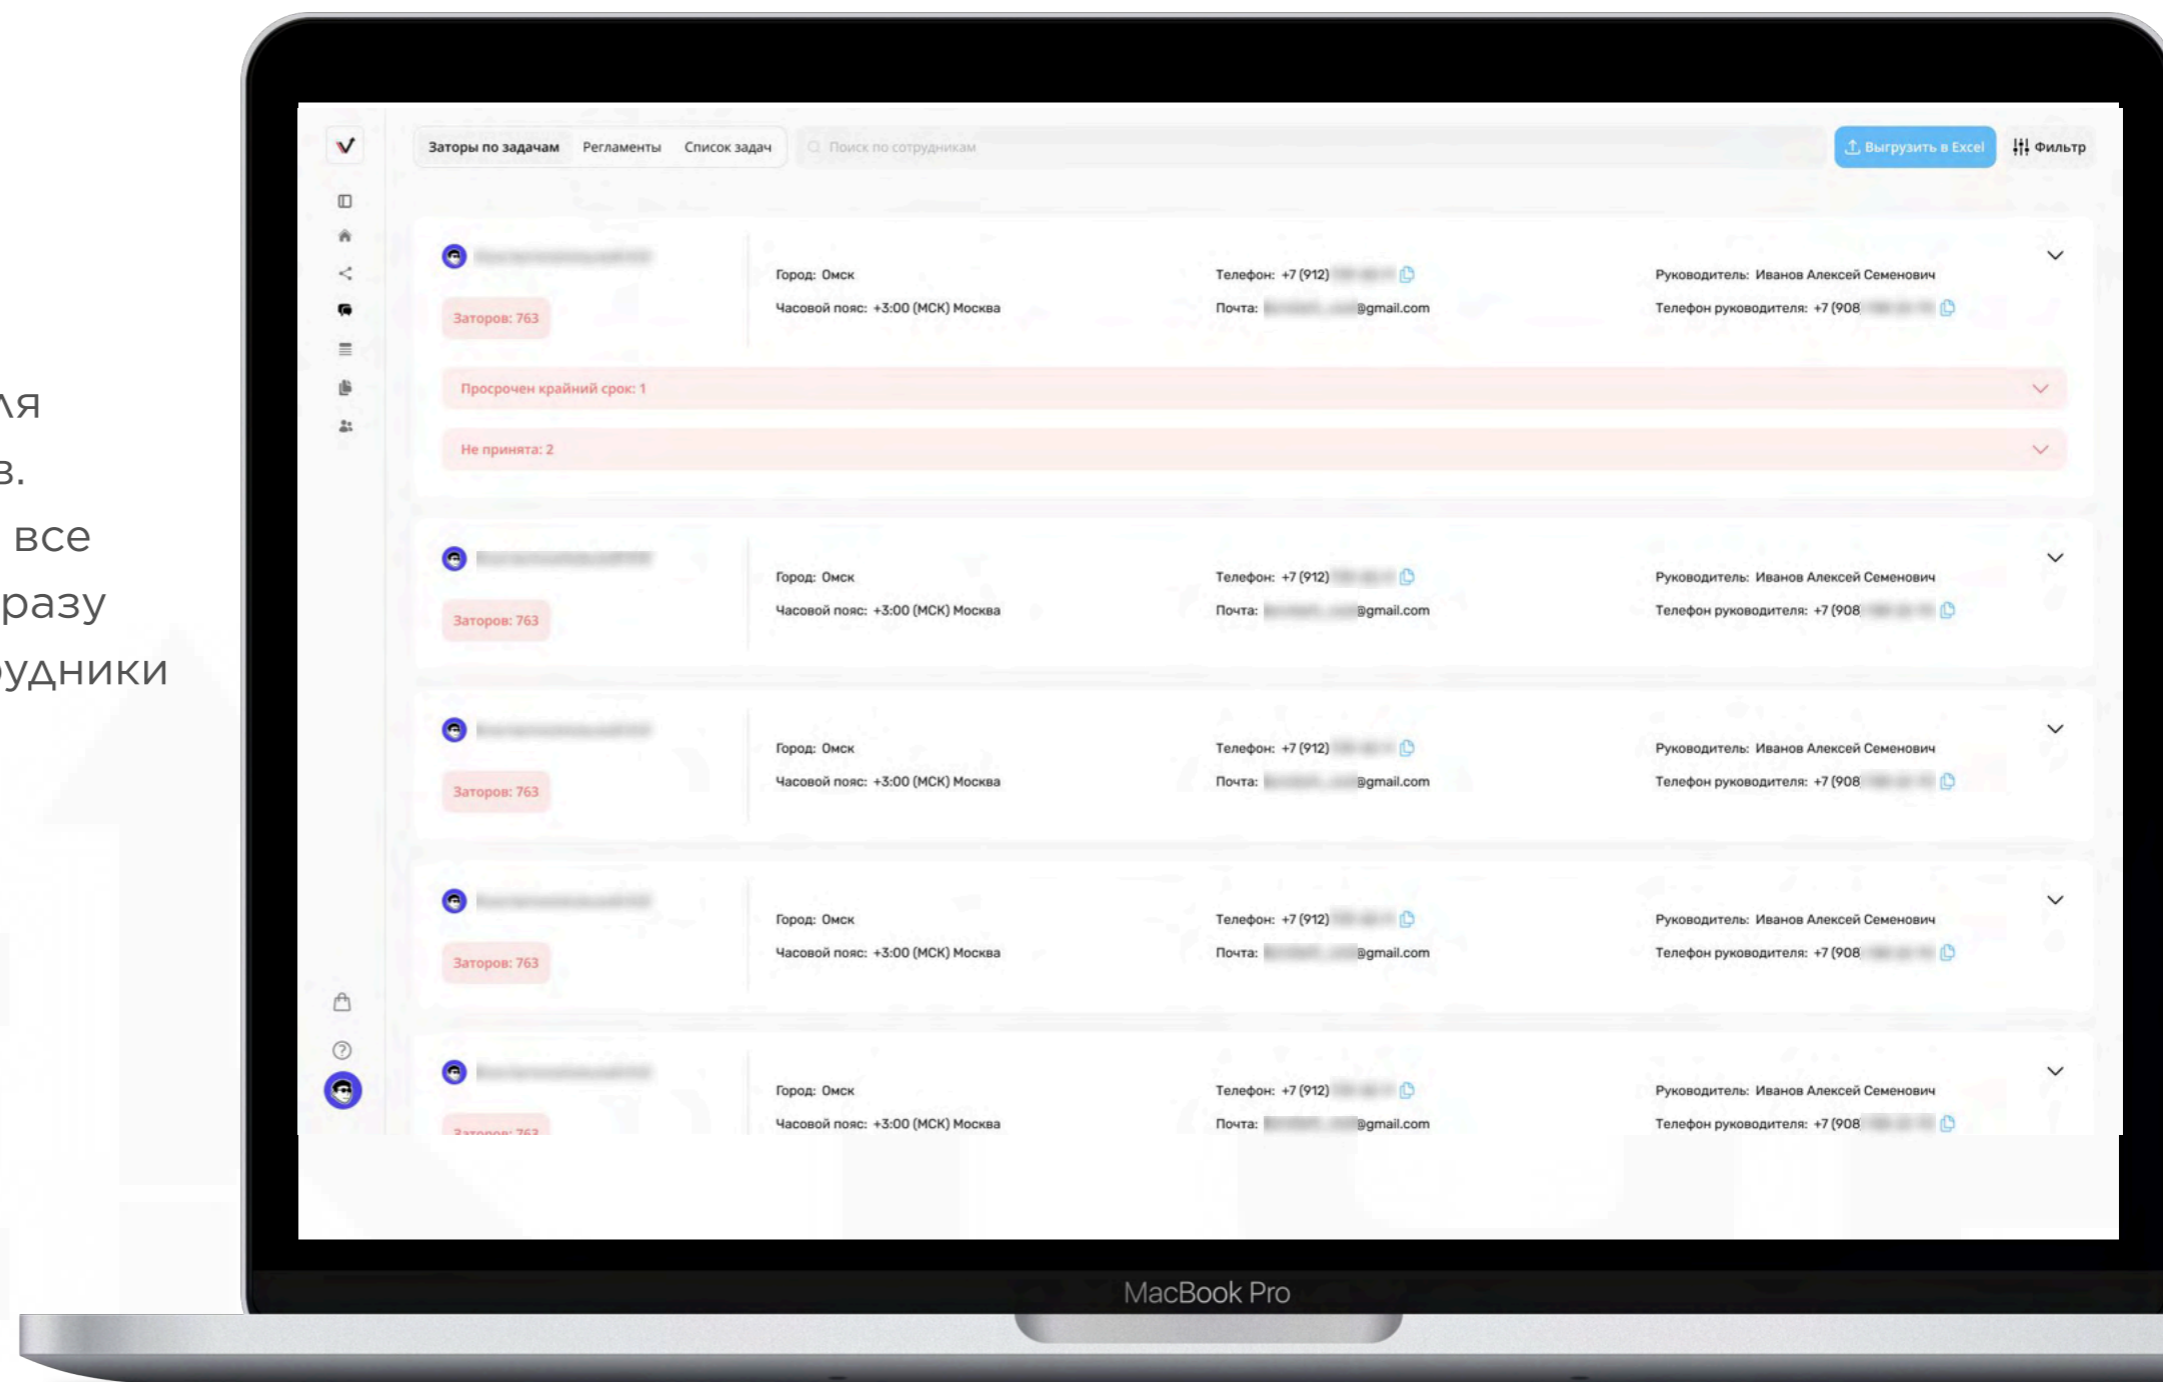 ля
в.
все
разу
рудники
Заторы по задачам Регламенты Список задач Поиск по сотрудникам Выгрузить в Excel Фильтр
Город: Омск Телефон: +7 (912) Руководитель: Иванов Алексей Семенович
Заторов: 763 Часовой пояс: +3:00 (МСК) Москва Почта: @gmail.com Телефон руководителя: +7 (908
Просрочен крайний срок: 1
Не принята: 2
Город: Омск Телефон: +7 (912) Руководитель: Иванов Алексей Семенович
Заторов: 763 Часовой пояс: +3:00 (МСК) Москва Почта: @gmail.com Телефон руководителя: +7 (908
Город: Омск Телефон: +7 (912) Руководитель: Иванов Алексей Семенович
Заторов: 763 Часовой пояс: +3:00 (МСК) Москва Почта: @gmail.com Телефон руководителя: +7 (908
Город: Омск Телефон: +7 (912) Руководитель: Иванов Алексей Семенович
Заторов: 763 Часовой пояс: +3:00 (МСК) Москва Почта: @gmail.com Телефон руководителя: +7 (908
Город: Омск Телефон: +7 (912) Руководитель: Иванов Алексей Семенович
Заторов: 763 Часовой пояс: +3:00 (МСК) Москва Почта: @gmail.com Телефон руководителя: +7 (908
MacBook Pro